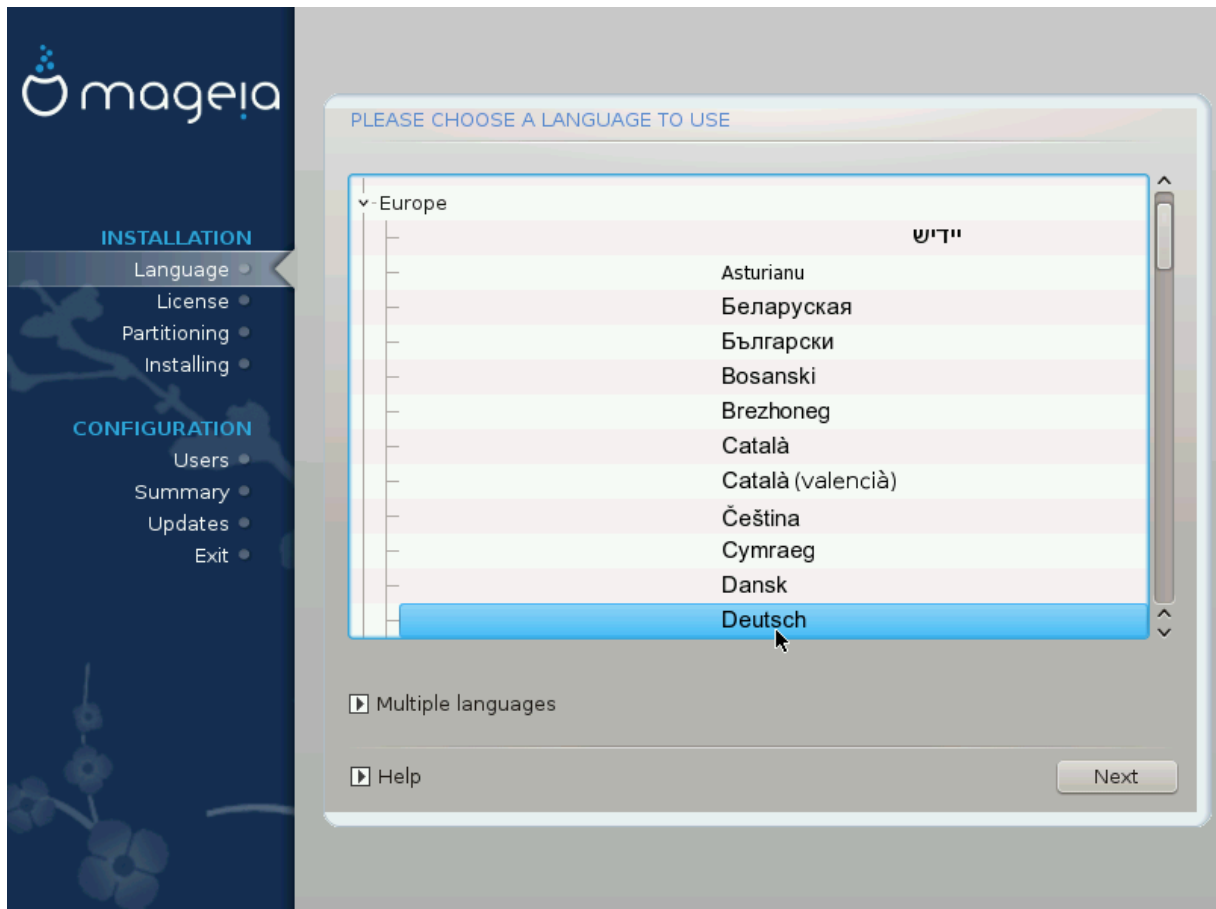 mageia
INSTALLATION
Language
License
Partitioning
Installing
CONFIGURATION
Users
Summary
Updates
Exit
PLEASE CHOOSE A LANGUAGE TO USE
Europe
ייִדיש
Asturianu
Беларуская
Български
Bosanski
Brezhoneg
Català
Català (valencià)
Čeština
Cymraeg
Dansk
Deutsch
Multiple languages
Help
Next